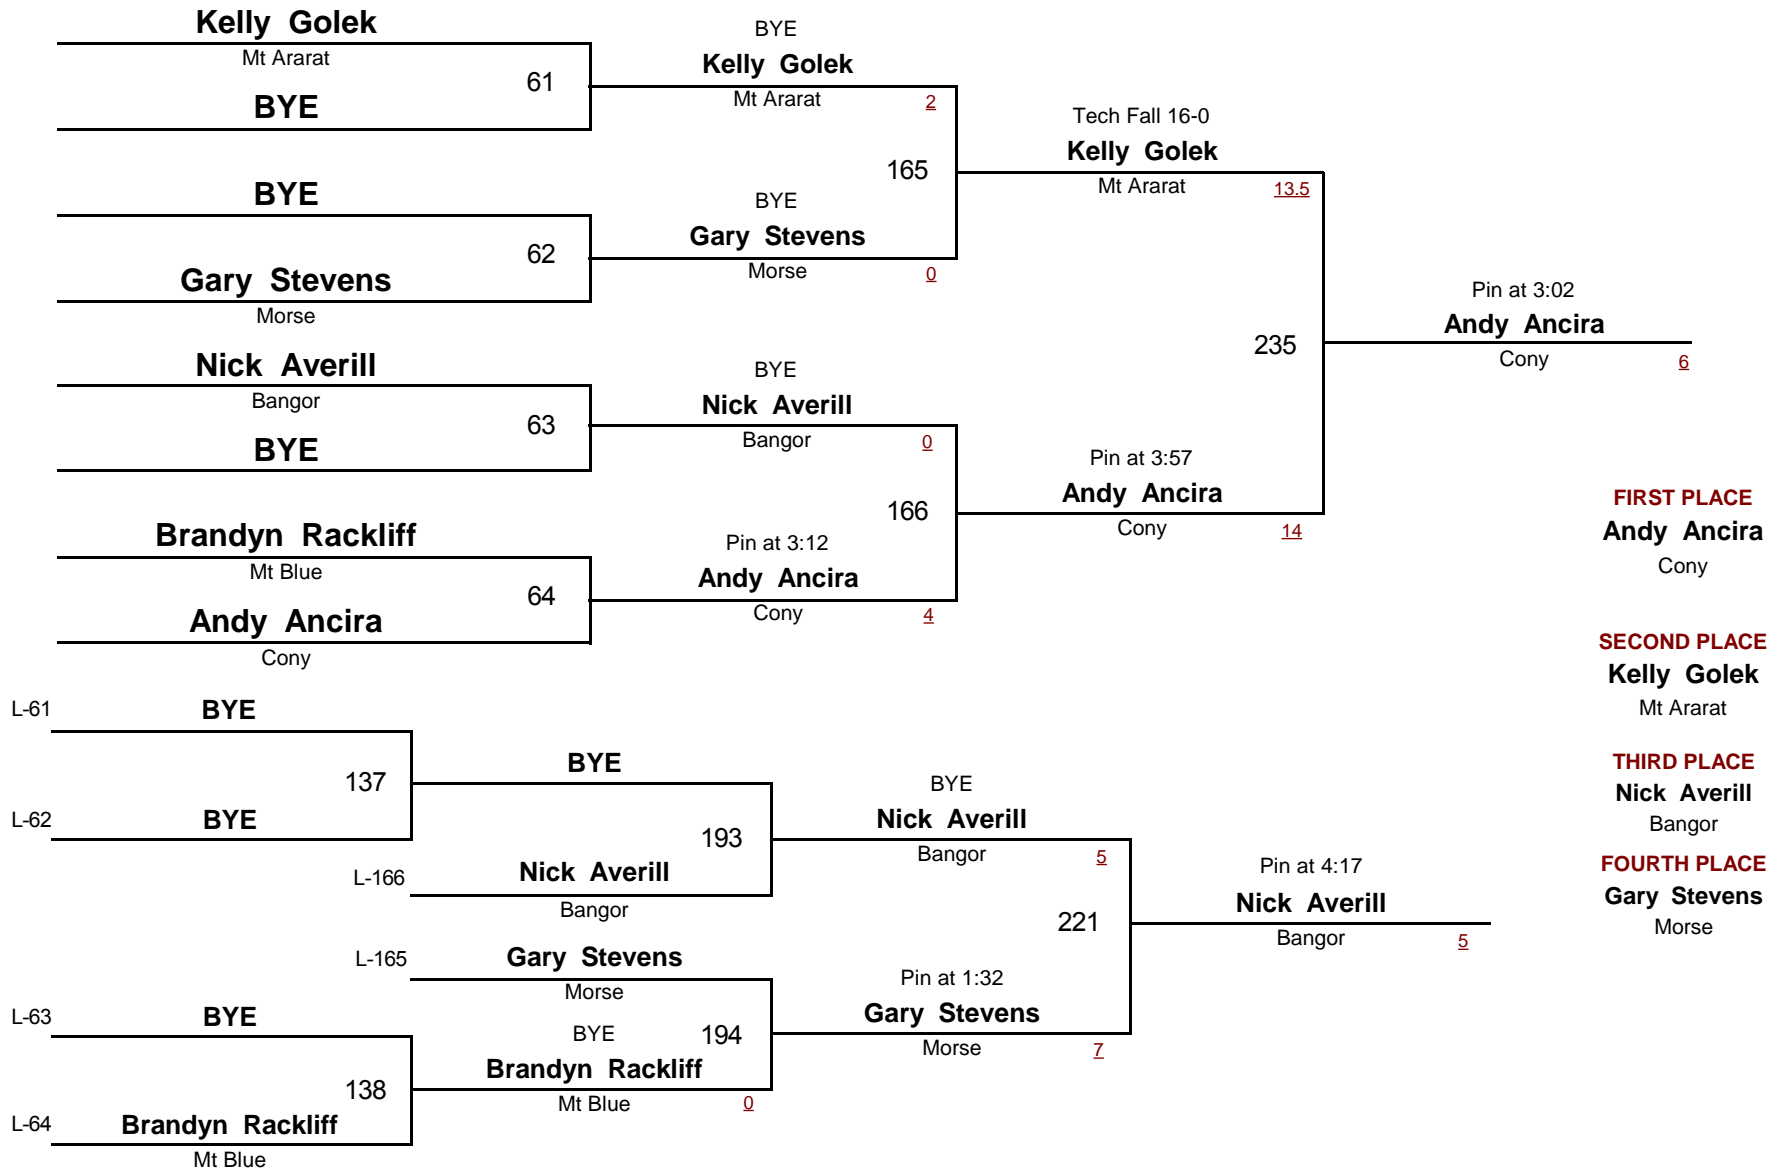 Kelly Golek
Mt Ararat
61
BYE
BYE
62
Gary Stevens
Morse
Nick Averill
Bangor
63
BYE
Brandyn Rackliff
Mt Blue
64
Andy Ancira
Cony
BYE
Kelly Golek
Mt Ararat 2
165
BYE
Gary Stevens
Morse 0
BYE
Nick Averill
Bangor 0
166
Pin at 3:12
Andy Ancira
Cony 4
Tech Fall 16-0
Kelly Golek
Mt Ararat 13.5
235
Pin at 3:57
Andy Ancira
Cony 14
Pin at 3:02
Andy Ancira
Cony 6
FIRST PLACE
Andy Ancira
Cony
SECOND PLACE
Kelly Golek
Mt Ararat
THIRD PLACE
Nick Averill
Bangor
FOURTH PLACE
Gary Stevens
Morse
L-61 BYE
137
L-62 BYE
L-63 BYE
138
L-64 Brandyn Rackliff
Mt Blue
BYE
193
L-166 Nick Averill
Bangor
L-165 Gary Stevens
Morse
194
BYE
Brandyn Rackliff
Mt Blue 0
BYE
Nick Averill
Bangor 5
221
Pin at 1:32
Gary Stevens
Morse 7
Pin at 4:17
Nick Averill
Bangor 5